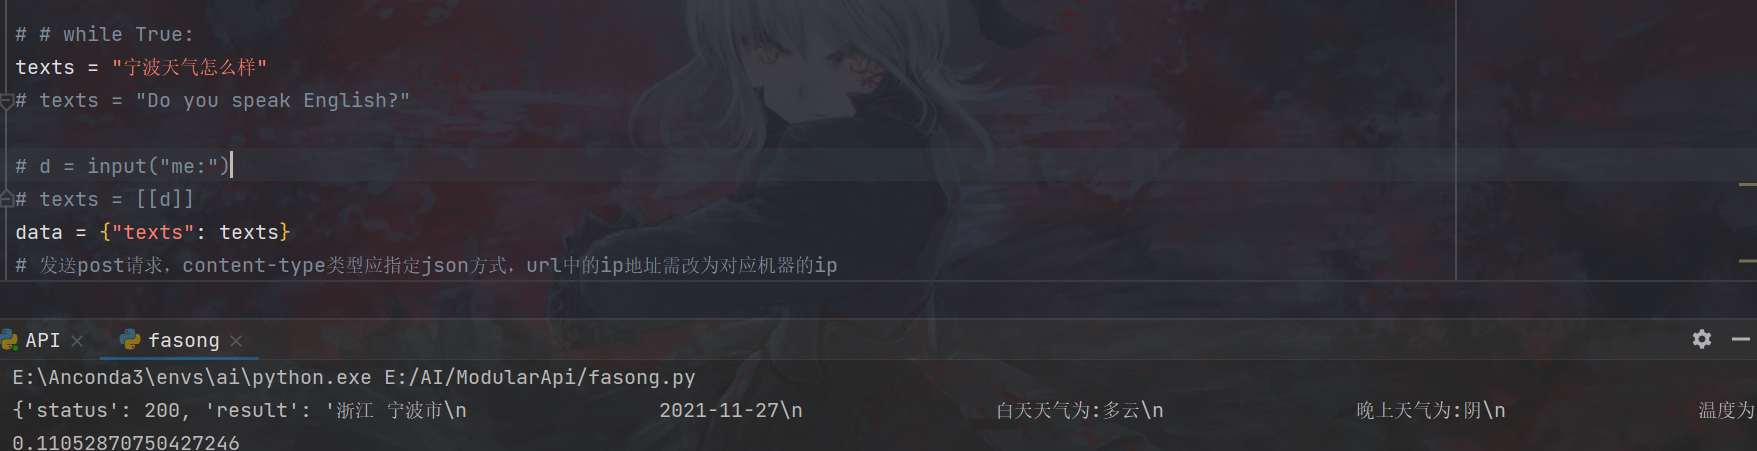 # # while True:
texts = "宁波天气怎么样"
# texts = "Do you speak English?"
# d = input("me:")
# texts = [[d]]
data = {"texts": texts}
# 发送post请求，content-type类型应指定json方式，url中的ip地址需改为对应机器的ip
API fasong
E:\Anconda3\envs\ai\python.exe E:/AI/ModularApi/fasong.py
{'status': 200, 'result': '浙江 宁波市\n                2021-11-27\n                白天天气为:多云\n                晚上天气为:阴\n                温度为
0.11052870750427246